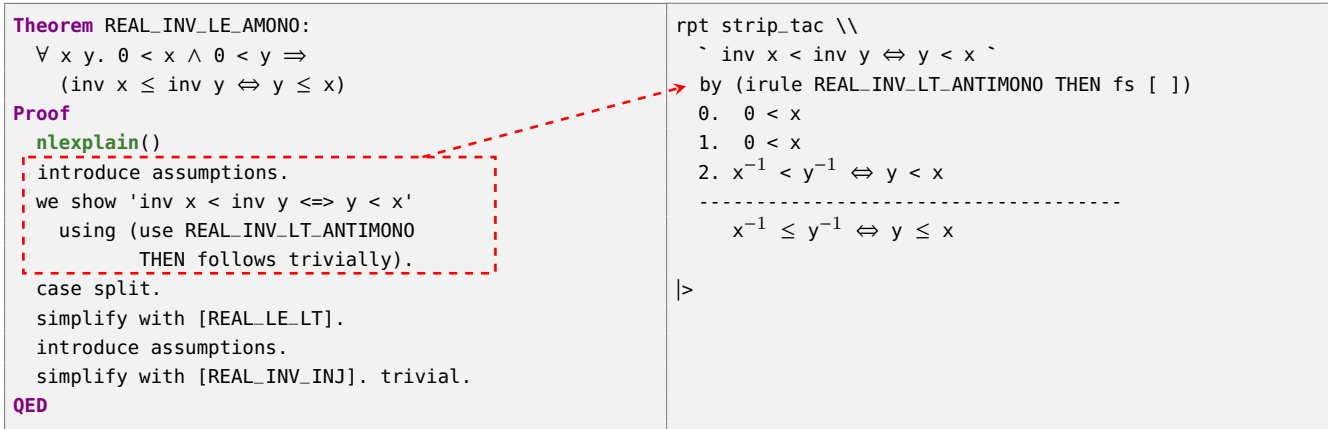 Theorem REAL_INV_LE_AMONO:
∀ x y. 0 < x ∧ 0 < y ⇒
(inv x ≤ inv y ⇔ y ≤ x)
Proof
nlexplain()
introduce assumptions.
we show 'inv x < inv y <=> y < x'
using (use REAL_INV_LT_ANTIMONO
THEN follows trivially).
case split.
simplify with [REAL_LE_LT].
introduce assumptions.
simplify with [REAL_INV_INJ]. trivial.
QED
rpt strip_tac \\
` inv x < inv y ⇔ y < x `
by (irule REAL_INV_LT_ANTIMONO THEN fs [ ])
0. 0 < x
1. 0 < x
2. x⁻¹ < y⁻¹ ⇔ y < x
------------------------------------
x⁻¹ ≤ y⁻¹ ⇔ y ≤ x
|>